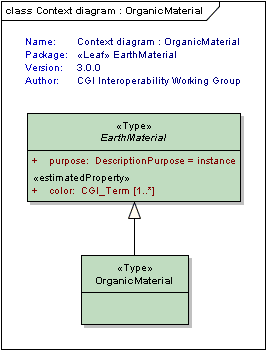 class Context diagram : OrganicMaterial
Name: Context diagram : OrganicMaterial
Package: «Leaf» EarthMaterial
Version: 3.0.0
Author: CGI Interoperability Working Group
«Type»
EarthMaterial
+ purpose: DescriptionPurpose = instance
«estimatedProperty»
+ color: CGI_Term [1..*]
«Type»
OrganicMaterial